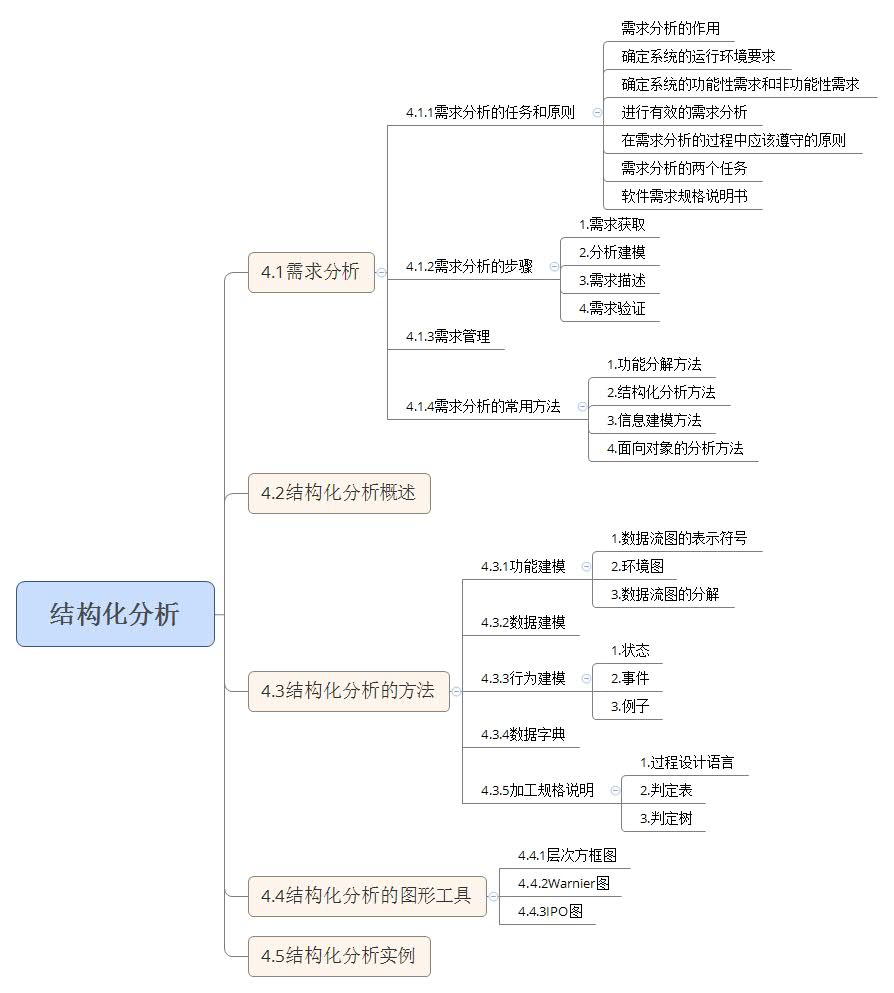 结构化分析
4.1需求分析
4.1.1需求分析的任务和原则
需求分析的作用
确定系统的运行环境要求
确定系统的功能性需求和非功能性需求
进行有效的需求分析
在需求分析的过程中应该遵守的原则
需求分析的两个任务
软件需求规格说明书
4.1.2需求分析的步骤
1.需求获取
2.分析建模
3.需求描述
4.需求验证
4.1.3需求管理
4.1.4需求分析的常用方法
1.功能分解方法
2.结构化分析方法
3.信息建模方法
4.面向对象的分析方法
4.2结构化分析概述
4.3结构化分析的方法
4.3.1功能建模
1.数据流图的表示符号
2.环境图
3.数据流图的分解
4.3.2数据建模
4.3.3行为建模
1.状态
2.事件
3.例子
4.3.4数据字典
4.3.5加工规格说明
1.过程设计语言
2.判定表
3.判定树
4.4结构化分析的图形工具
4.4.1层次方框图
4.4.2Warnier图
4.4.3IPO图
4.5结构化分析实例